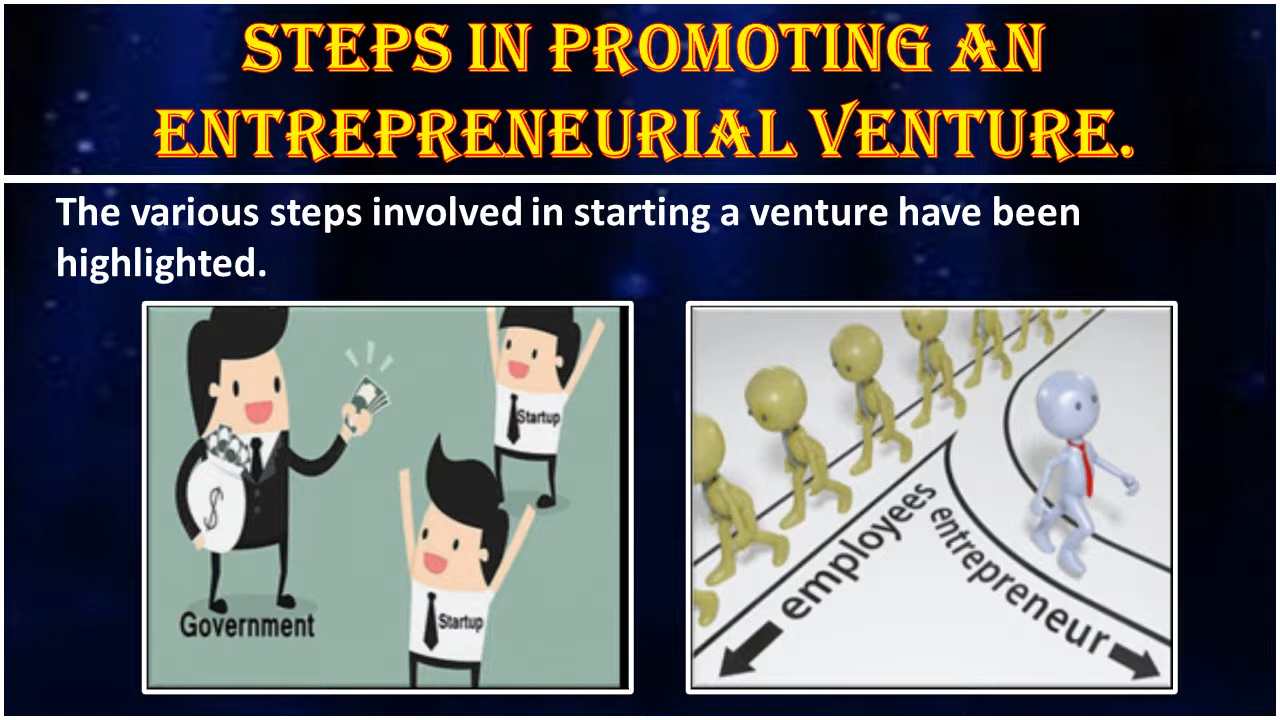 STEPS IN PROMOTING AN
ENTREPRENEURIAL VENTURE.
The various steps involved in starting a venture have been
highlighted.
Startup
$
Startup
Government
employees
entrepreneur